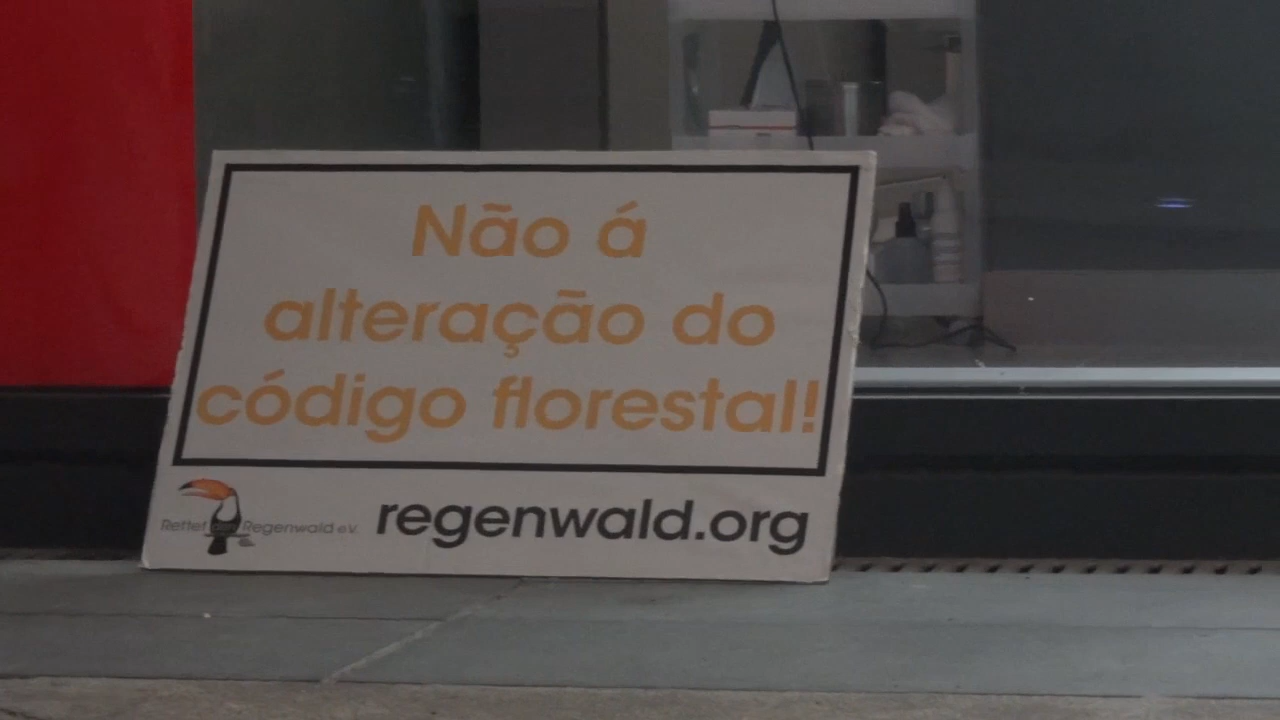 Não á
alteração do
código florestal!
Rettet den Regenwald e.V.
regenwald.org